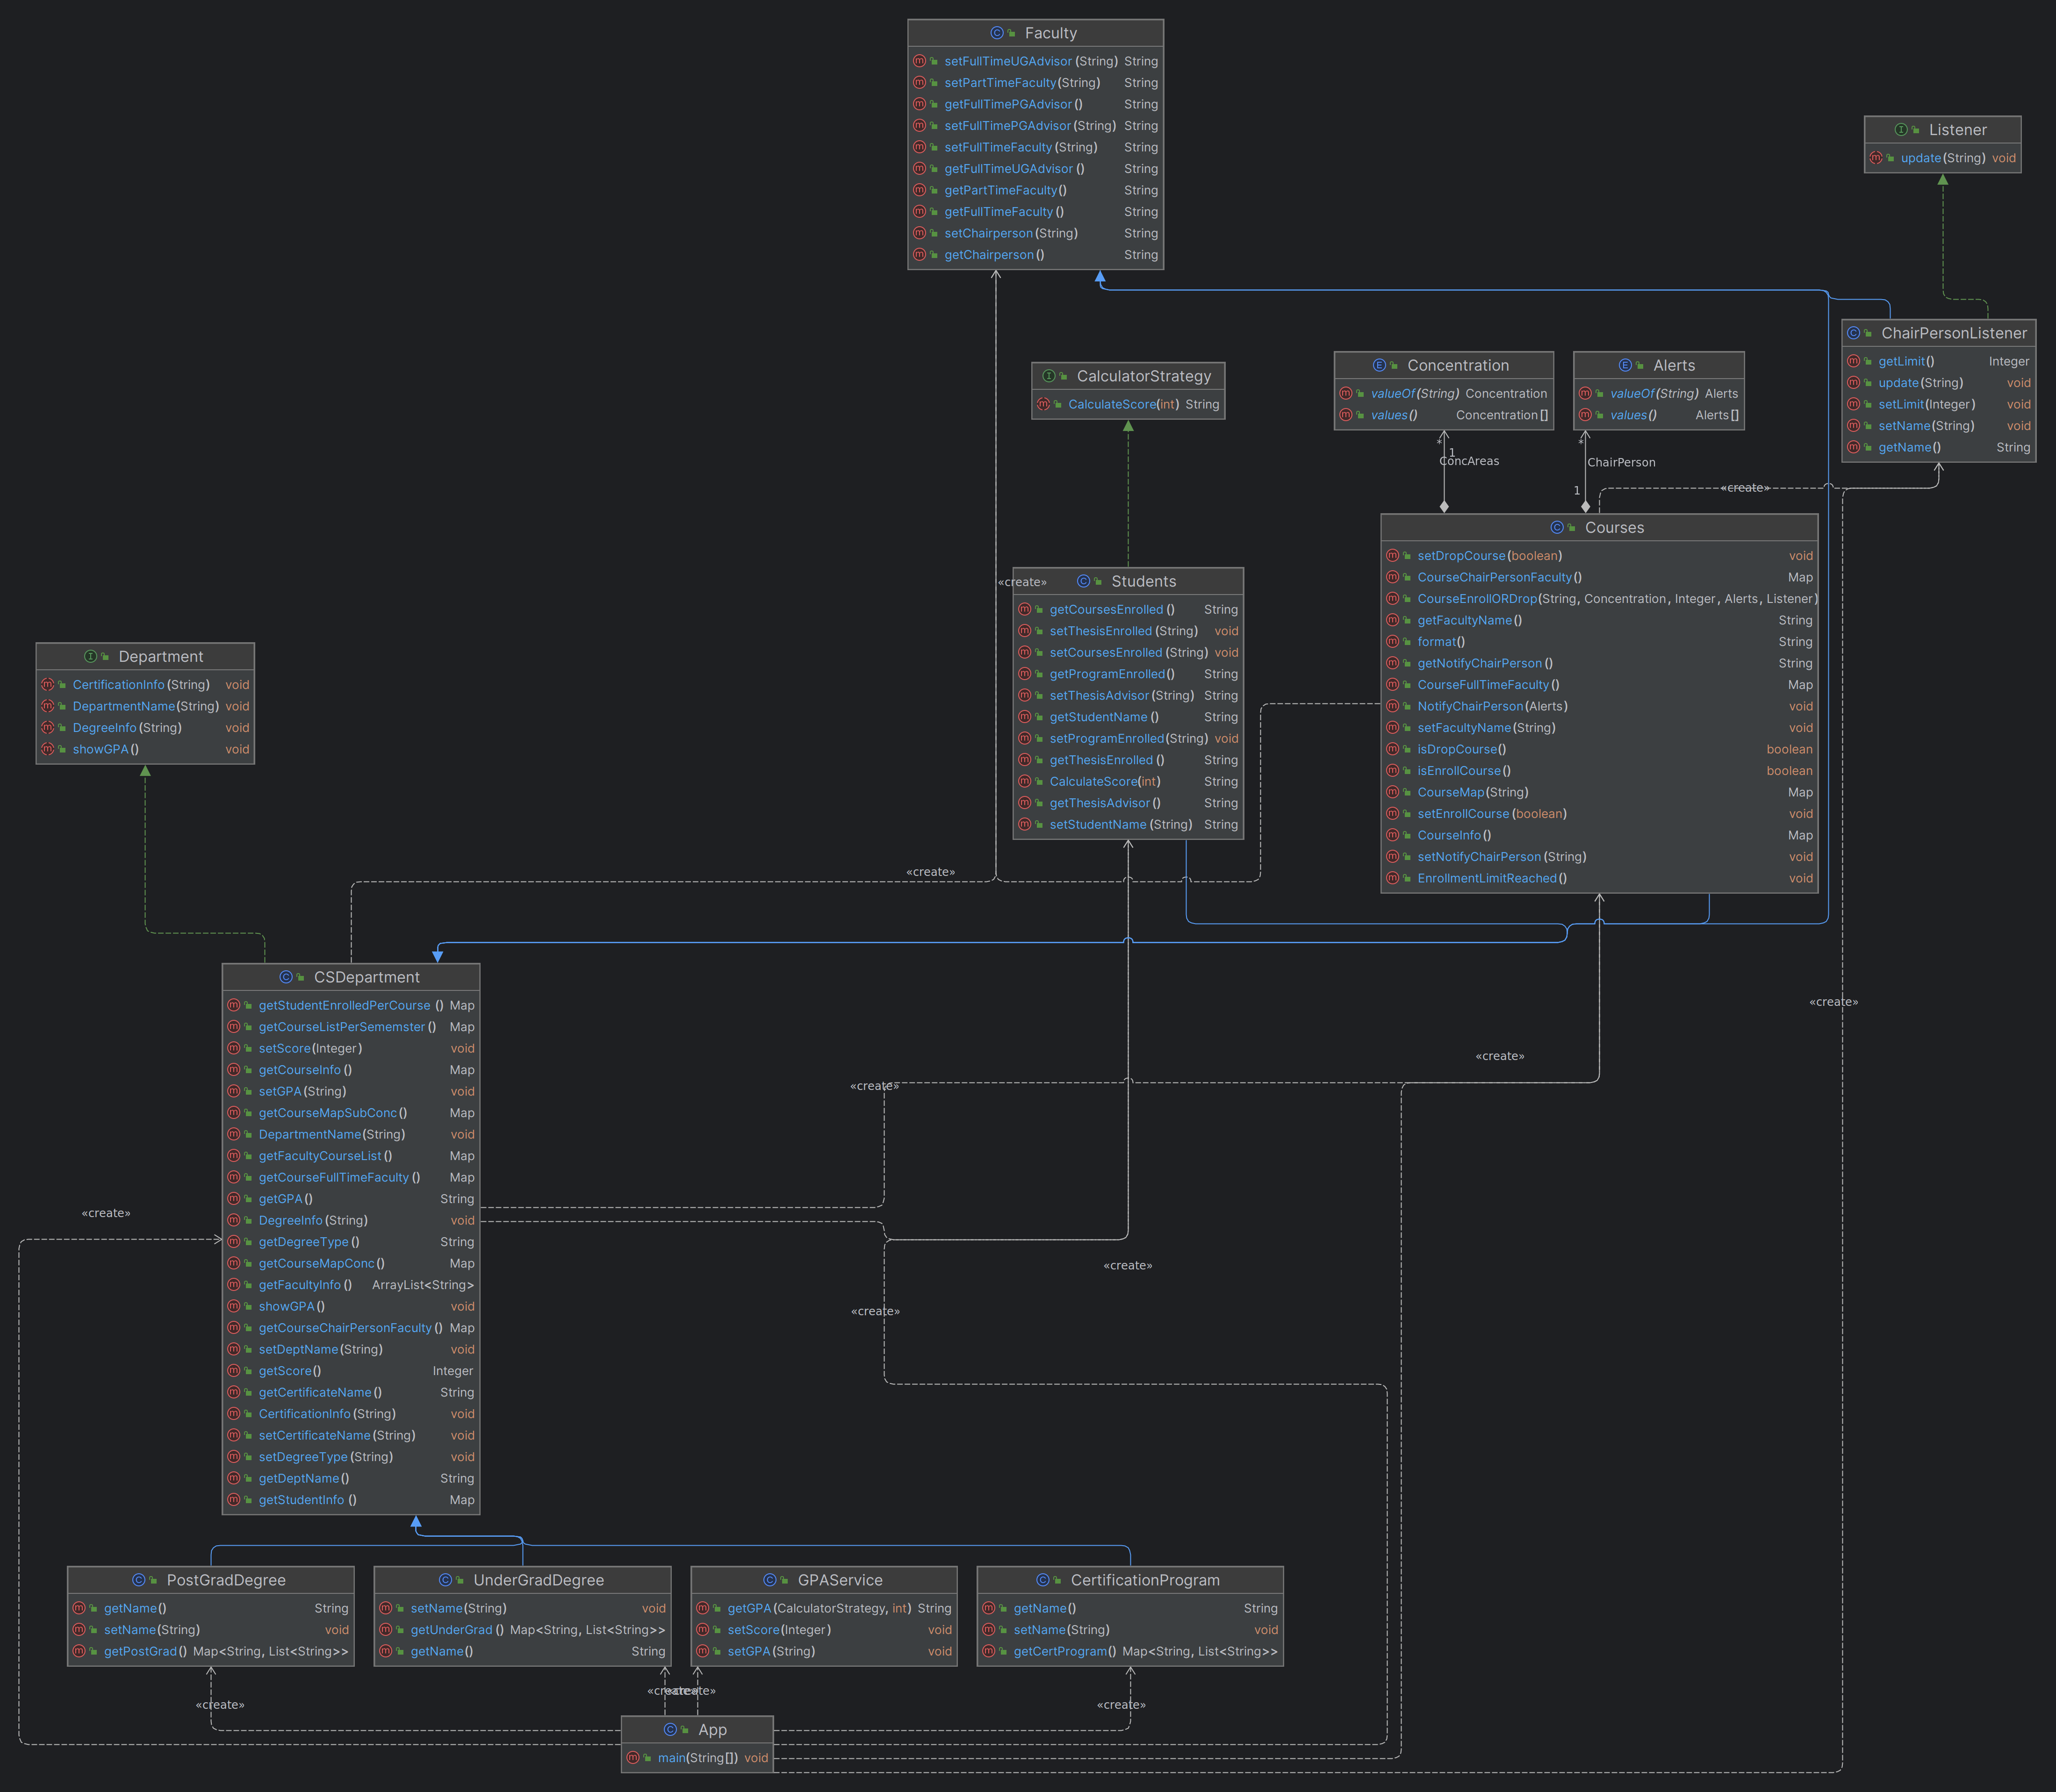 Faculty
setFullTimeUGAdvisor(String) String
setPartTimeFaculty(String) String
getFullTimePGAdvisor() String
setFullTimePGAdvisor(String) String
setFullTimeFaculty(String) String
getFullTimeUGAdvisor() String
getPartTimeFaculty() String
getFullTimeFaculty() String
setChairperson(String) String
getChairperson() String
Listener
update(String) void
ChairPersonListener
getLimit() Integer
update(String) void
setLimit(Integer) void
setName(String) void
getName() String
CalculatorStrategy
CalculateScore(int) String
Concentration
valueOf(String) Concentration
values() Concentration[]
Alerts
valueOf(String) Alerts
values() Alerts[]
*
1
ConcAreas
*
ChairPerson
1
«create»
Courses
setDropCourse(boolean) void
CourseChairPersonFaculty() Map
CourseEnrollORDrop(String, Concentration, Integer, Alerts, Listener)
getFacultyName() String
format() String
getNotifyChairPerson() String
CourseFullTimeFaculty() Map
NotifyChairPerson(Alerts) void
setFacultyName(String) void
isDropCourse() boolean
isEnrollCourse() boolean
CourseMap(String) Map
setEnrollCourse(boolean) void
CourseInfo() Map
setNotifyChairPerson(String) void
EnrollmentLimitReached() void
«create»
Students
getCoursesEnrolled() String
setThesisEnrolled(String) void
setCoursesEnrolled(String) void
getProgramEnrolled() String
setThesisAdvisor(String) String
getStudentName() String
setProgramEnrolled(String) void
getThesisEnrolled() String
CalculateScore(int) String
getThesisAdvisor() String
setStudentName(String) String
Department
CertificationInfo(String) void
DepartmentName(String) void
DegreeInfo(String) void
showGPA() void
«create»
CSDepartment
getStudentEnrolledPerCourse() Map
getCourseListPerSememster() Map
setScore(Integer) void
getCourseInfo() Map
setGPA(String) void
getCourseMapSubConc() Map
DepartmentName(String) void
getFacultyCourseList() Map
getCourseFullTimeFaculty() Map
getGPA() String
DegreeInfo(String) void
getDegreeType() String
getCourseMapConc() Map
getFacultyInfo() ArrayList<String>
showGPA() void
getCourseChairPersonFaculty() Map
setDeptName(String) void
getScore() Integer
getCertificateName() String
CertificationInfo(String) void
setCertificateName(String) void
setDegreeType(String) void
getDeptName() String
getStudentInfo() Map
«create»
«create»
«create»
«create»
«create»
«create»
PostGradDegree
getName() String
setName(String) void
getPostGrad() Map<String, List<String>>
UnderGradDegree
setName(String) void
getUnderGrad() Map<String, List<String>>
getName() String
GPAService
getGPA(CalculatorStrategy, int) String
setScore(Integer) void
setGPA(String) void
CertificationProgram
getName() String
setName(String) void
getCertProgram() Map<String, List<String>>
«create»
«create»
«create»
«create»
App
main(String[]) void